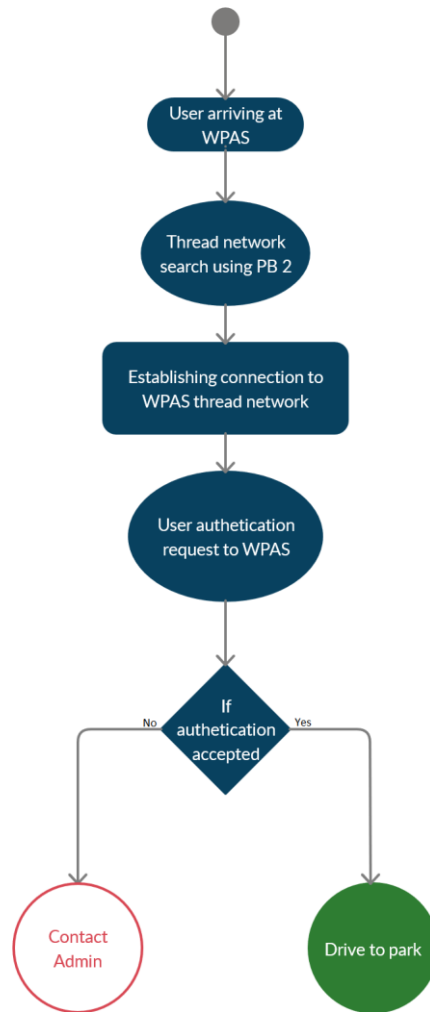 User arriving at
WPAS
Thread network
search using PB 2
Establishing connection to
WPAS thread network
User authetication
request to WPAS
If
authetication
accepted
No
Yes
Contact
Admin
Drive to park